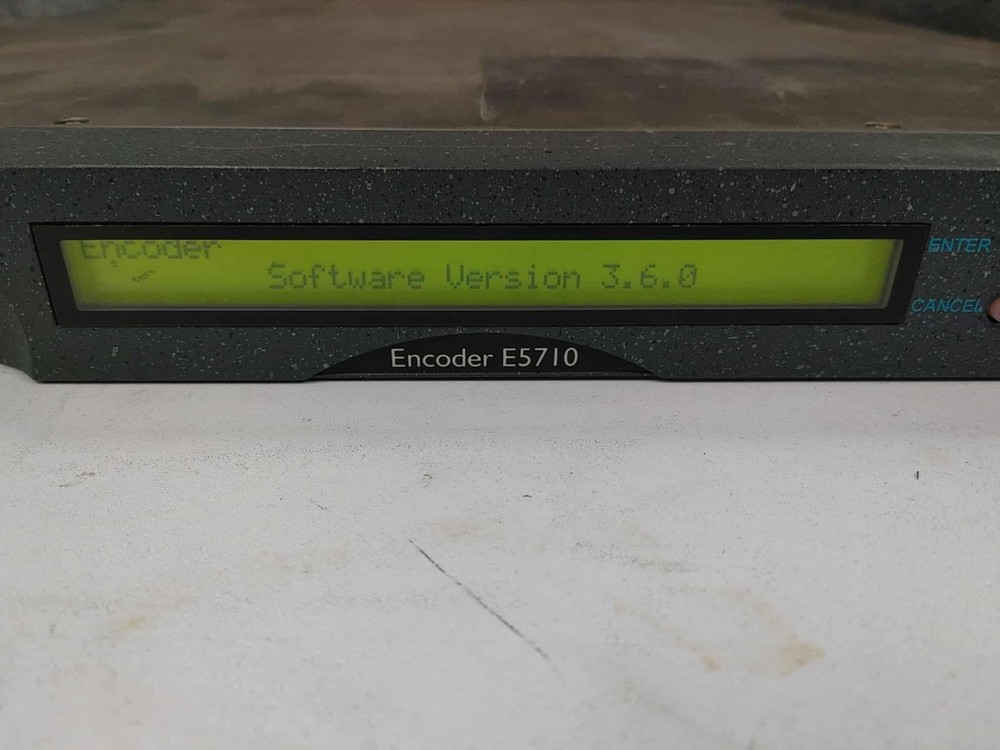 Encoder
Software Version 3.6.0
ENTER
CANCEL
Encoder E5710